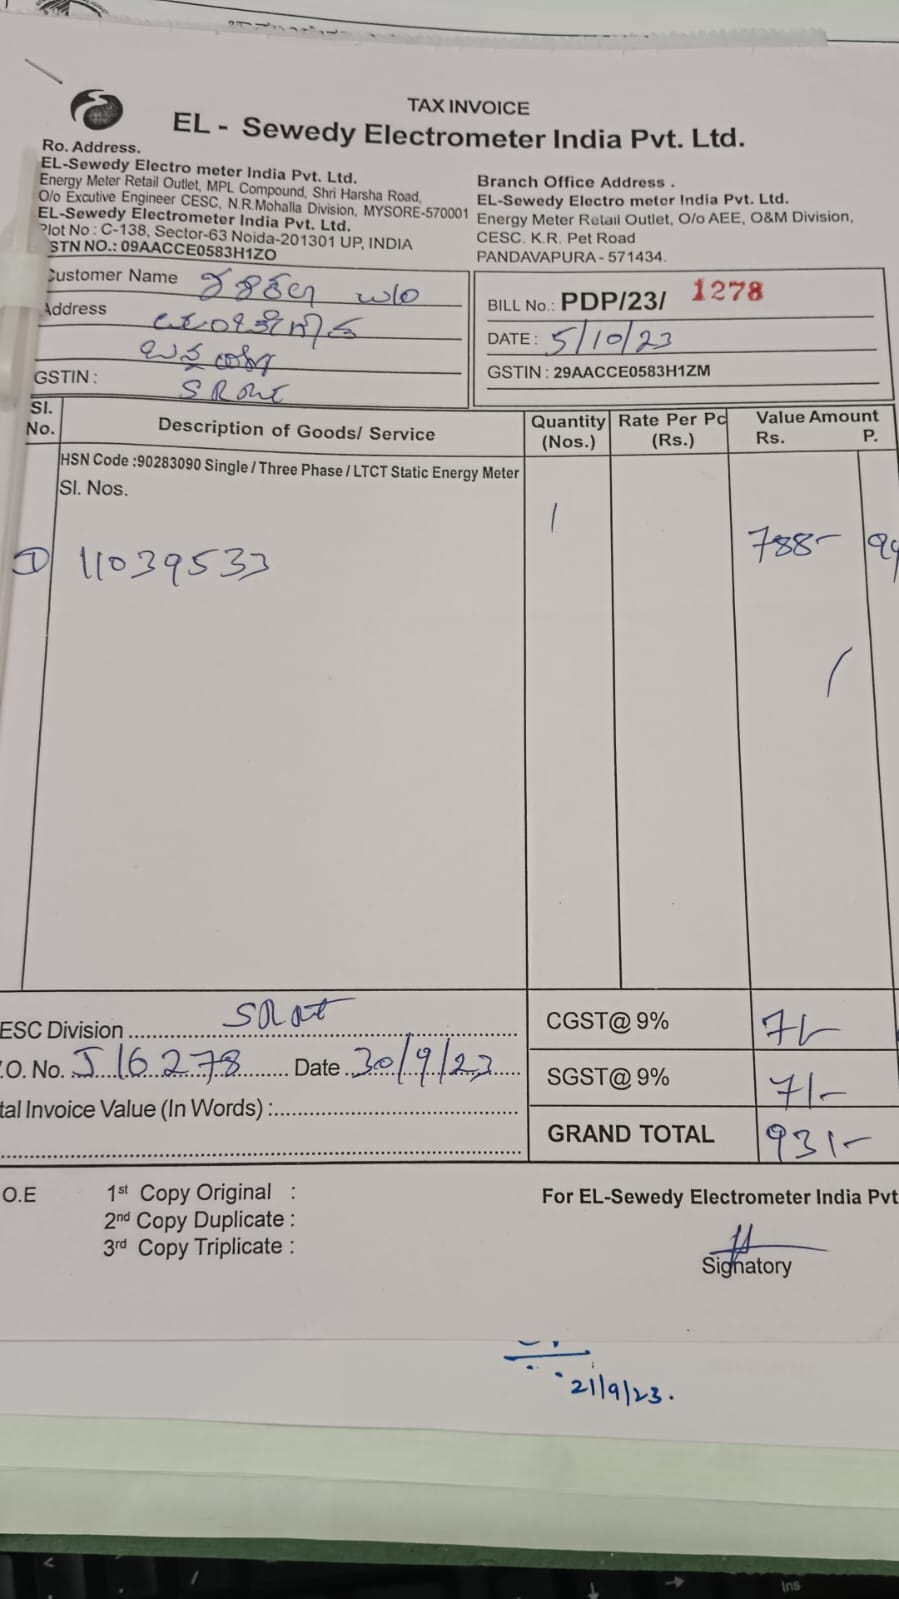 TAX INVOICE
EL - Sewedy Electrometer India Pvt. Ltd.
Ro. Address.
EL-Sewedy Electro meter India Pvt. Ltd.
Energy Meter Retail Outlet, MPL Compound, Shri Harsha Road,
O/o Excutive Engineer CESC, N.R.Mohalla Division, MYSORE-570001
EL-Sewedy Electrometer India Pvt. Ltd.
Plot No : C-138, Sector-63 Noida-201301 UP, INDIA
STN NO.: 09AACCE0583H1ZO
Branch Office Address .
EL-Sewedy Electro metor India Pvt. Ltd.
Energy Meter Retail Outlet, O/o AEE, O&M Division,
CESC. K.R. Pet Road
PANDAVAPURA - 571434.
Customer Name w/o
Address
GSTIN :
BILL No.: PDP/23/ 1278
DATE : 5/10/23
GSTIN : 29AACCE0583H1ZM
Sl. No. Description of Goods/ Service Quantity (Nos.) Rate Per Pc (Rs.) Value Amount Rs. P.
HSN Code :90283090 Single / Three Phase / LTCT Static Energy Meter
Sl. Nos.
1) 11039533 1 788-
ESC Division
.O. No. J 16278 Date 30/9/23
tal Invoice Value (In Words) :
CGST@ 9% 71-
SGST@ 9% 71-
GRAND TOTAL 931-
O.E
1st Copy Original :
2nd Copy Duplicate :
3rd Copy Triplicate :
For EL-Sewedy Electrometer India Pvt
Signatory
21/9/23.
Ins